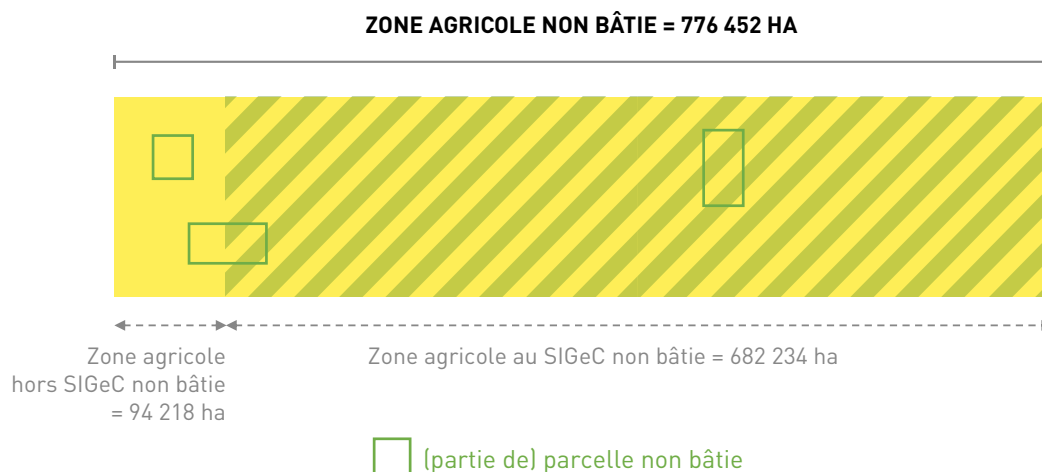 ZONE AGRICOLE NON BÂTIE = 776 452 HA
Zone agricole
hors SIGeC non bâtie
= 94 218 ha
Zone agricole au SIGeC non bâtie = 682 234 ha
(partie de) parcelle non bâtie